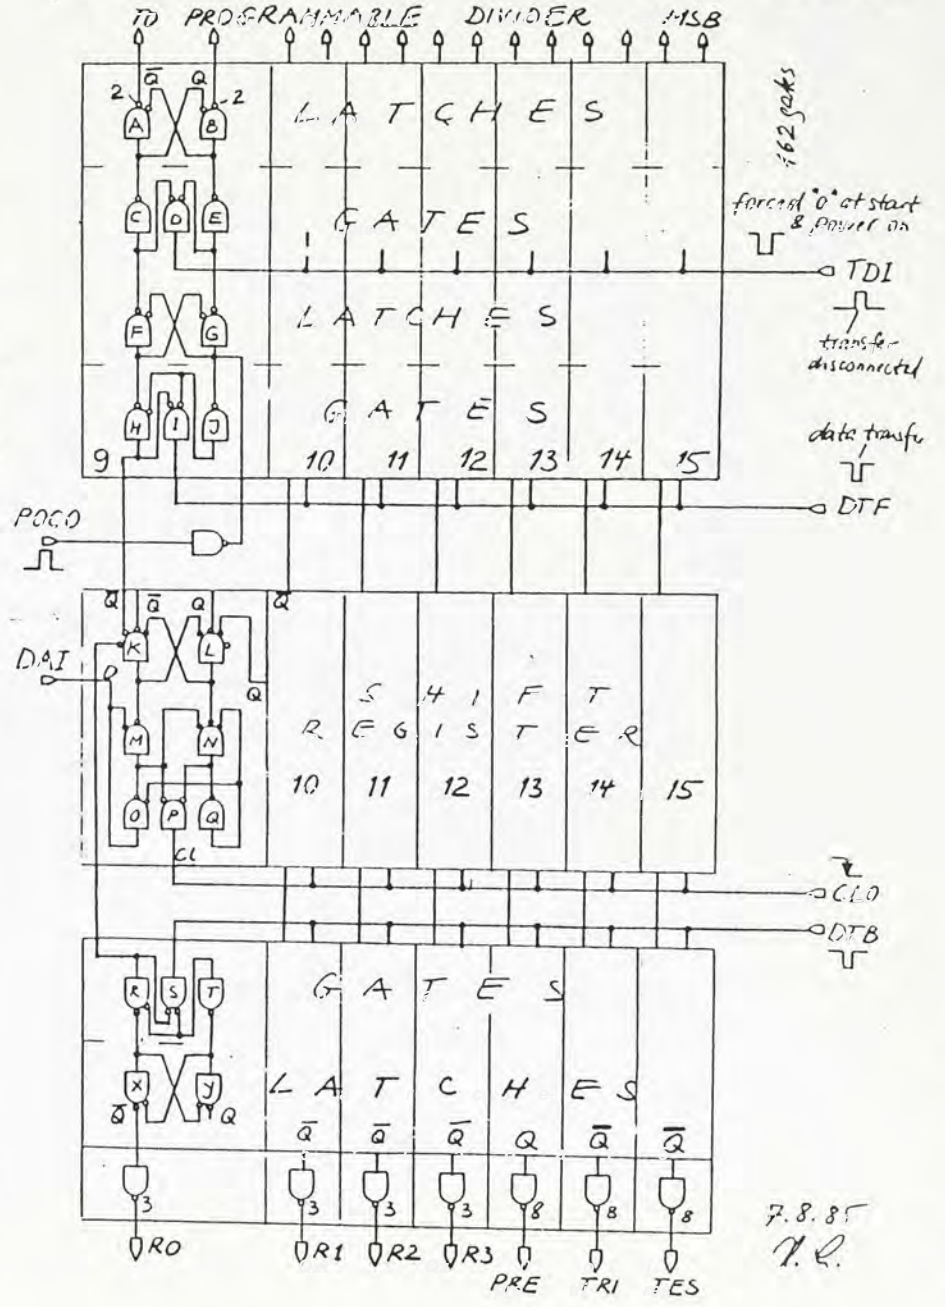 TO PROGRAMMABLE DIVIDER MSB
Q̅ Q
2 2
A B
LATCHES
162 gates
C D E
GATES
forced "0" at start
& power on
TDI
F G
LATCHES
transfer
disconnected
H I J
GATES
data transfer
9 10 11 12 13 14 15
DTF
POCO
Q̅ Q̅ Q Q̅
K L
DAI
D
Q
SHIFT
REGISTER
M N
10 11 12 13 14 15
O P Q
CL
CLO
DTB
R S T
GATES
X Y
LATCHES
Q̅ Q
Q̅ Q̅ Q̅ Q Q̅ Q̅
3 3 3 3 8 8 8
R0 R1 R2 R3
PRE TRI TES
7.8.85